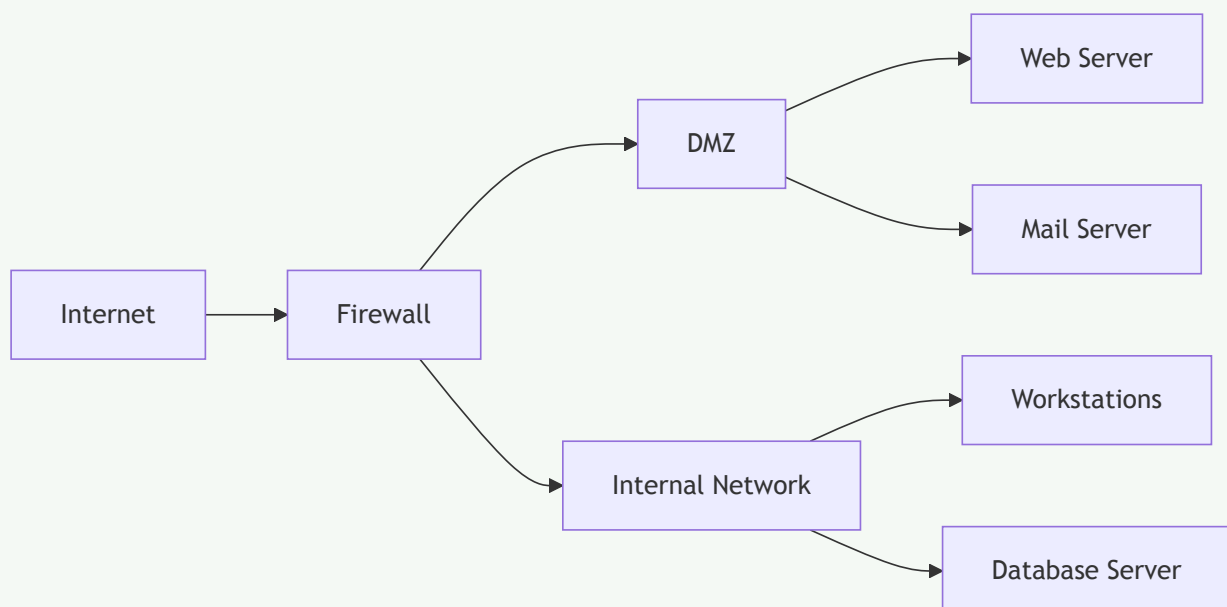 Web Server
DMZ
Mail Server
Internet
Firewall
Workstations
Internal Network
Database Server